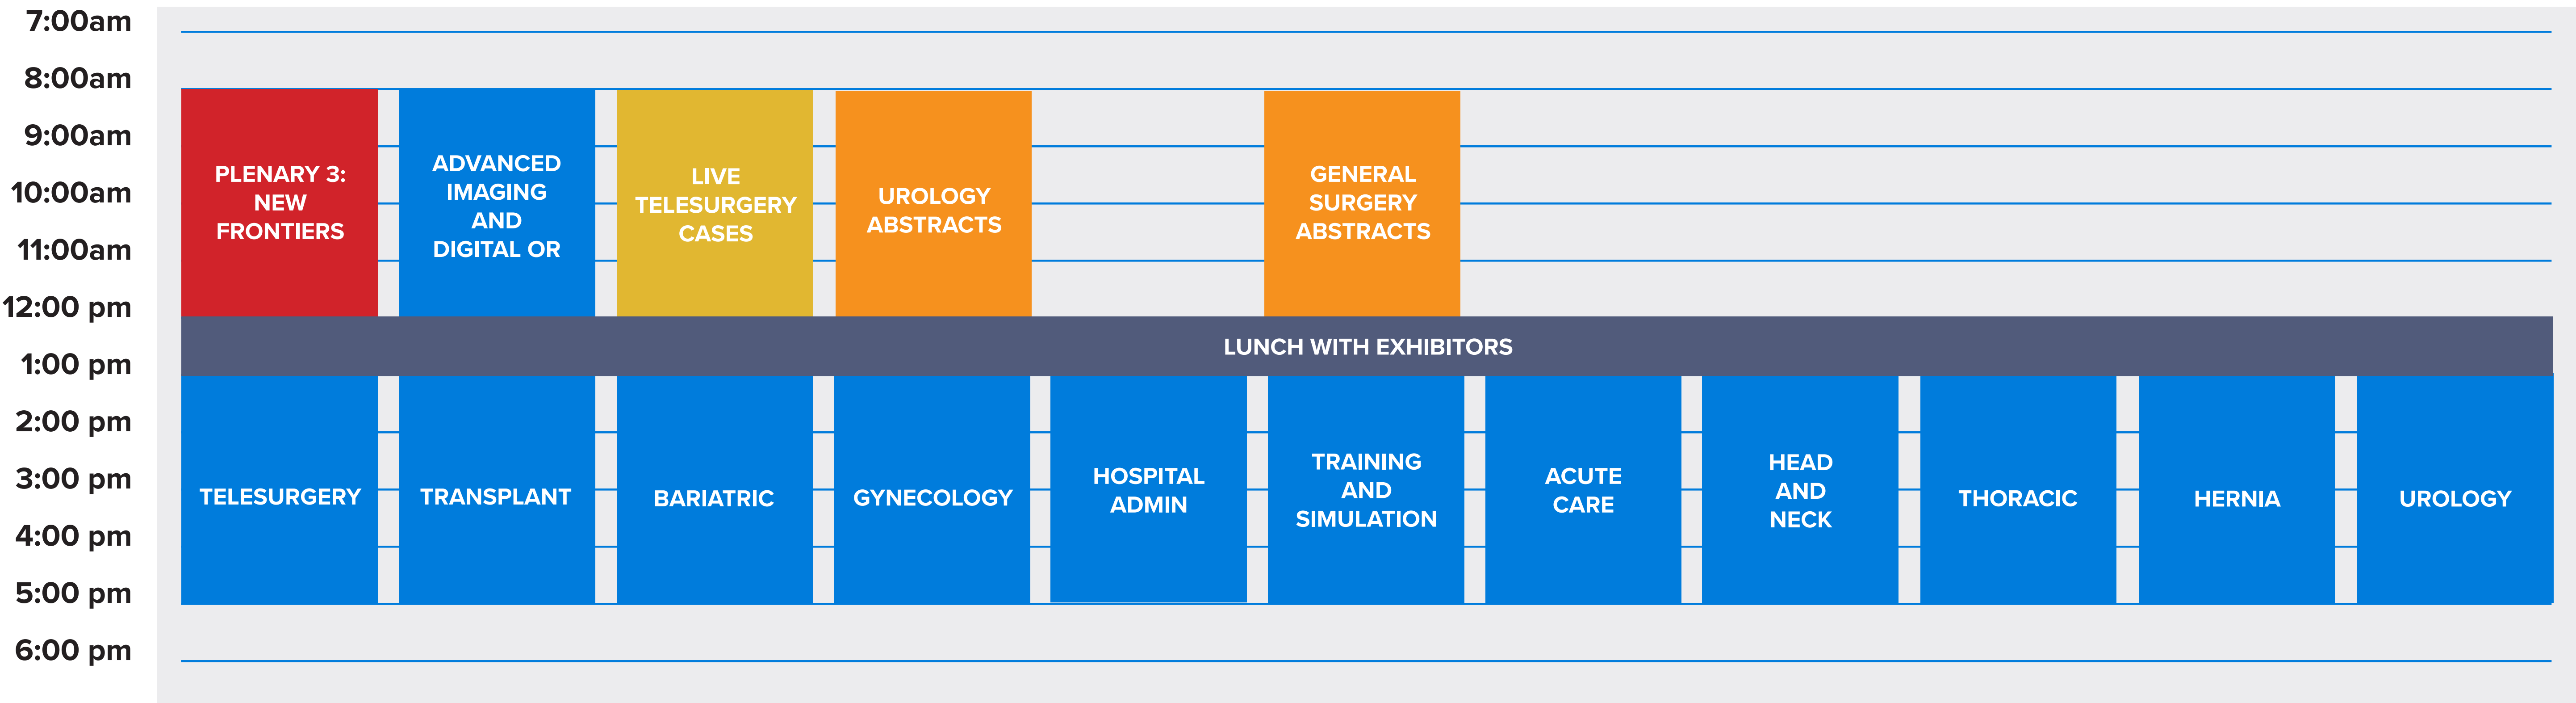 7:00am
8:00am
9:00am
10:00am
11:00am
12:00 pm
1:00 pm
2:00 pm
3:00 pm
4:00 pm
5:00 pm
6:00 pm
PLENARY 3:
NEW
FRONTIERS
ADVANCED
IMAGING
AND
DIGITAL OR
LIVE
TELESURGERY
CASES
UROLOGY
ABSTRACTS
GENERAL
SURGERY
ABSTRACTS
LUNCH WITH EXHIBITORS
TELESURGERY
TRANSPLANT
BARIATRIC
GYNECOLOGY
HOSPITAL
ADMIN
TRAINING
AND
SIMULATION
ACUTE
CARE
HEAD
AND
NECK
THORACIC
HERNIA
UROLOGY